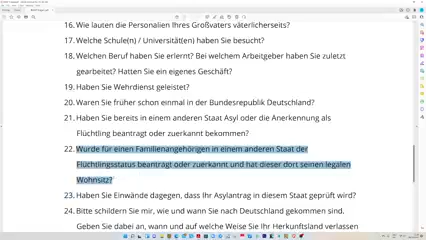 16. Wie lauten die Personalien Ihres Großvaters väterlicherseits?
17. Welche Schule(n) / Universität(en) haben Sie besucht?
18. Welchen Beruf haben Sie erlernt? Bei welchem Arbeitgeber haben Sie zuletzt
gearbeitet? Hatten Sie ein eigenes Geschäft?
19. Haben Sie Wehrdienst geleistet?
20. Waren Sie früher schon einmal in der Bundesrepublik Deutschland?
21. Haben Sie bereits in einem anderen Staat Asyl oder die Anerkennung als
Flüchtling beantragt oder zuerkannt bekommen?
22. Wurde für einen Familienangehörigen in einem anderen Staat der
Flüchtlingsstatus beantragt oder zuerkannt und hat dieser dort seinen legalen
Wohnsitz?
23. Haben Sie Einwände dagegen, dass Ihr Asylantrag in diesem Staat geprüft wird?
24. Bitte schildern Sie mir, wie und wann Sie nach Deutschland gekommen sind.
Geben Sie dabei an, wann und auf welche Weise Sie Ihr Herkunftsland verlassen